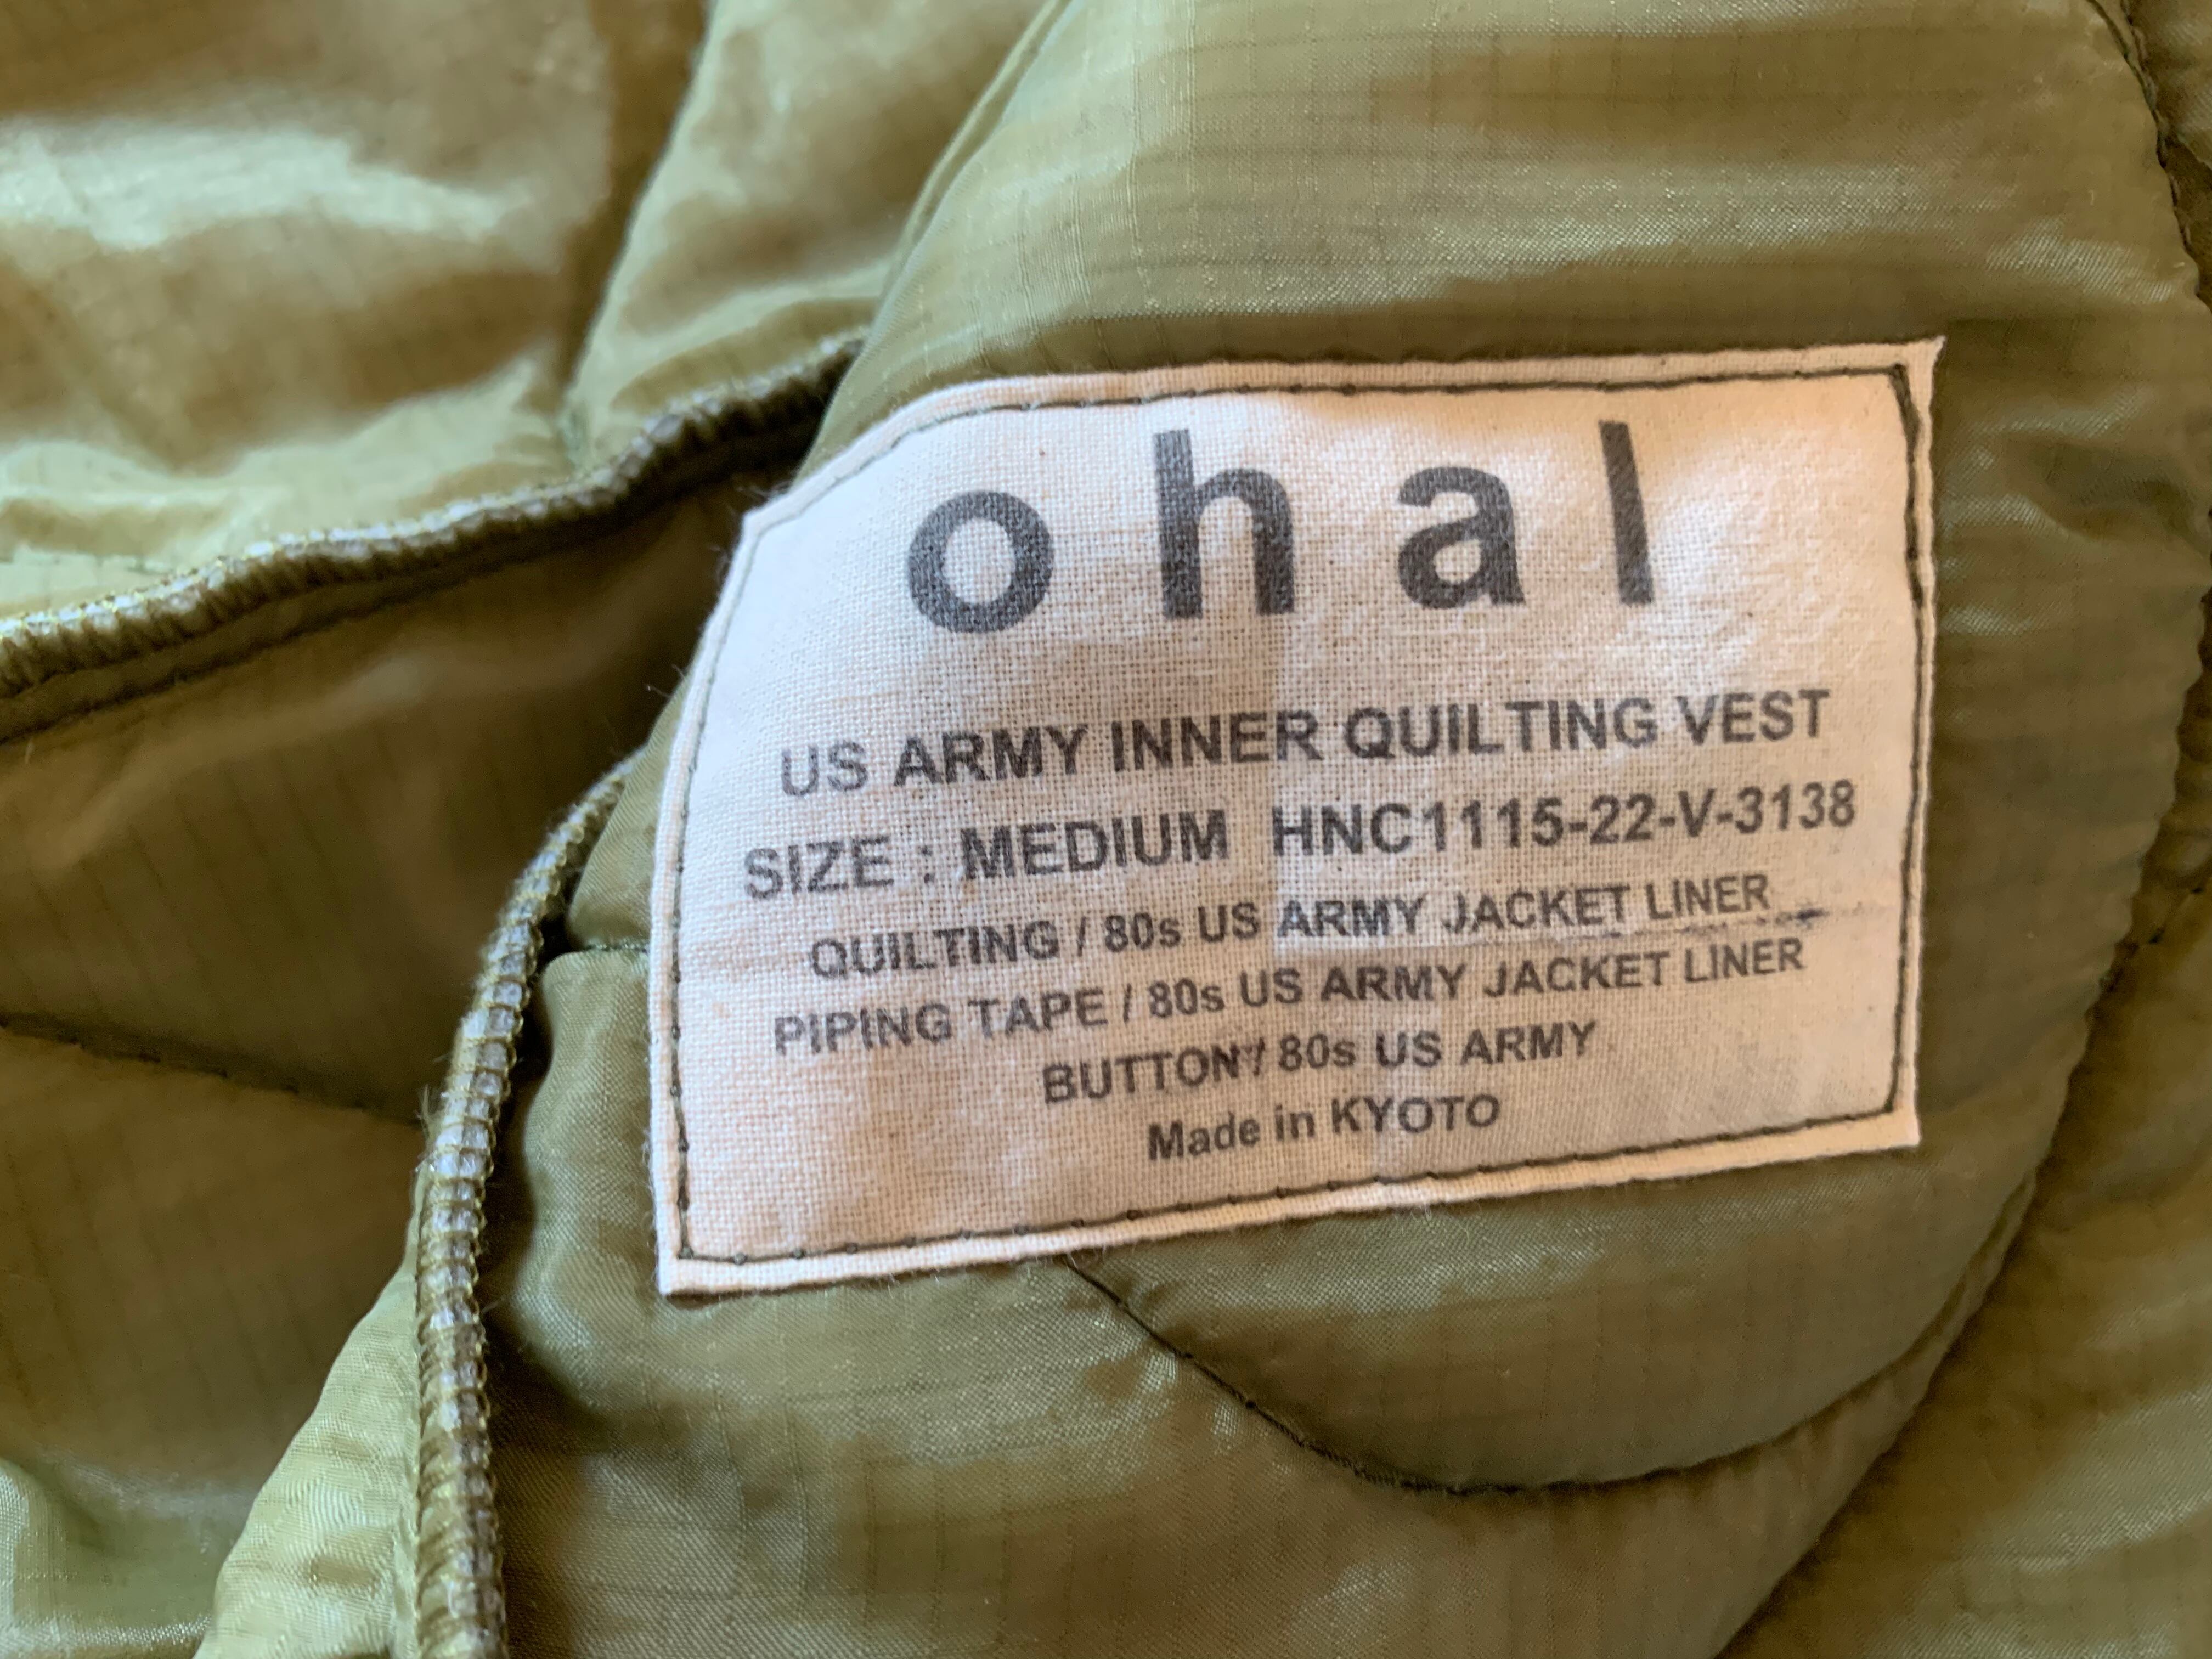 ohal
US ARMY INNER QUILTING VEST
SIZE : MEDIUM HNC1115-22-V-3138
QUILTING / 80s US ARMY JACKET LINER
PIPING TAPE / 80s US ARMY JACKET LINER
BUTTON / 80s US ARMY
Made in KYOTO